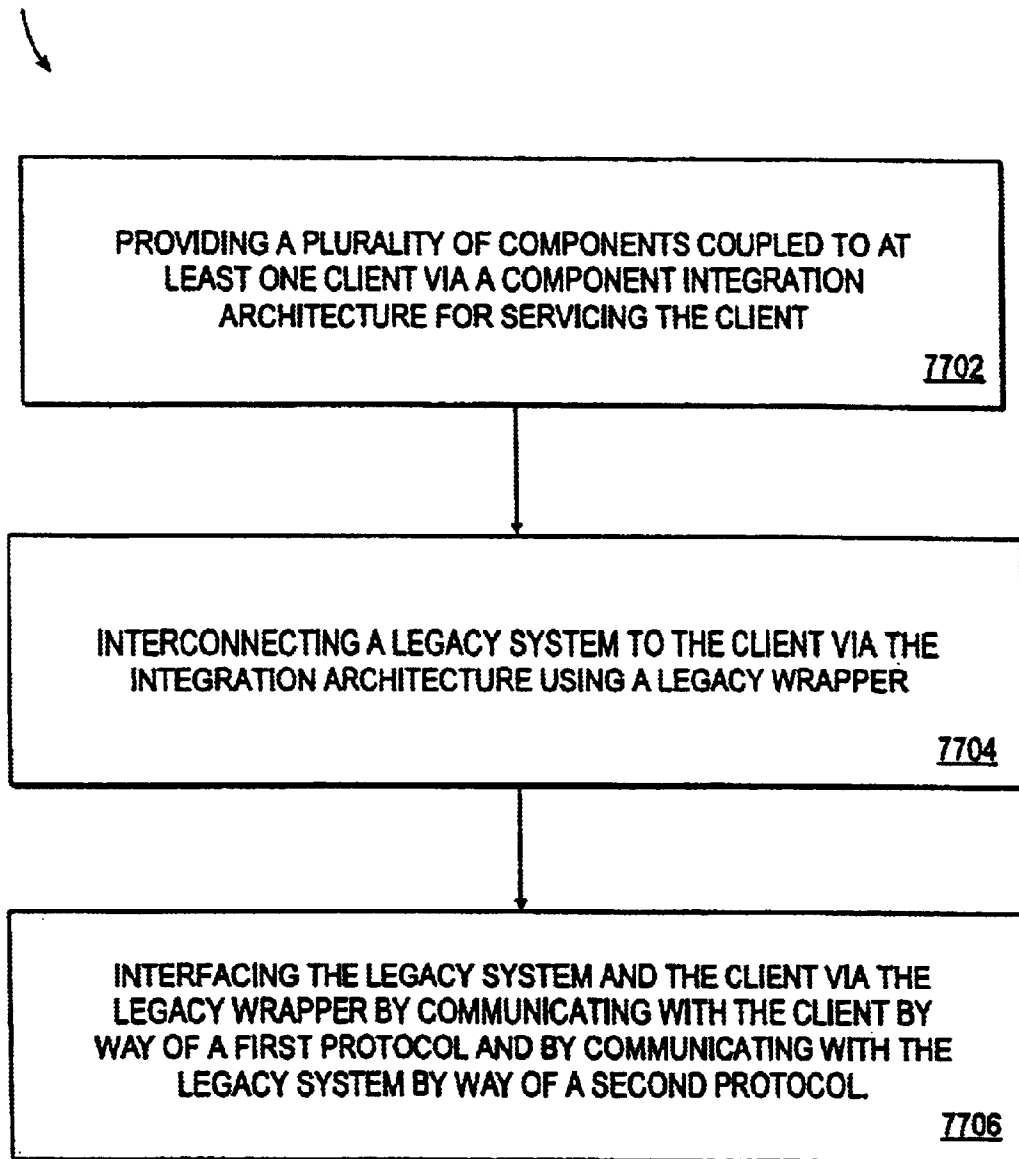 PROVIDING A PLURALITY OF COMPONENTS COUPLED TO AT
LEAST ONE CLIENT VIA A COMPONENT INTEGRATION
ARCHITECTURE FOR SERVICING THE CLIENT
7702
INTERCONNECTING A LEGACY SYSTEM TO THE CLIENT VIA THE
INTEGRATION ARCHITECTURE USING A LEGACY WRAPPER
7704
INTERFACING THE LEGACY SYSTEM AND THE CLIENT VIA THE
LEGACY WRAPPER BY COMMUNICATING WITH THE CLIENT BY
WAY OF A FIRST PROTOCOL AND BY COMMUNICATING WITH THE
LEGACY SYSTEM BY WAY OF A SECOND PROTOCOL.
7706